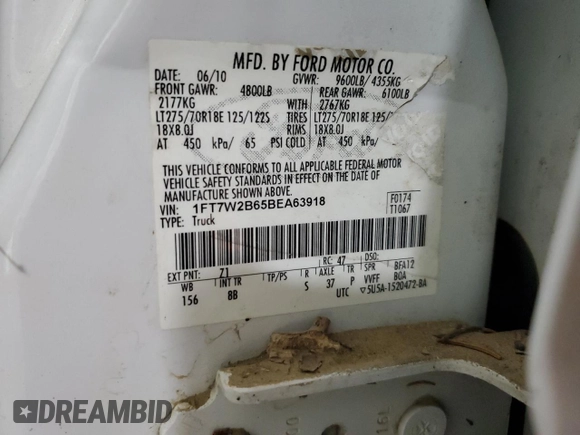 MFD. BY FORD MOTOR CO.
DATE: 06/10 GVWR: 9600LB/ 4355KG
FRONT GAWR: 4800LB REAR GAWR: 6100LB
2177KG WITH 2767KG
LT275/70R18E 125/122S TIRES LT275/70R18E 125/
18X8.0J RIMS 18X8.0J
AT 450 kPa/ 65 PSI COLD AT 450 kPa/
THIS VEHICLE CONFORMS TO ALL APPLICABLE FEDERAL MOTOR
VEHICLE SAFETY STANDARDS IN EFFECT ON THE DATE OF
MANUFACTURE SHOWN ABOVE.
VIN: 1FT7W2B65BEA63918 F0174
TYPE: Truck T1067
EXT PNT: Z1 RC: 47 DSO:
WB INT TR TP/PS R AXLE TR SPR BFA12
156 8B S 37 P VVFF BOA
UTC ▽5U5A-1520472-BA
DREAMBID